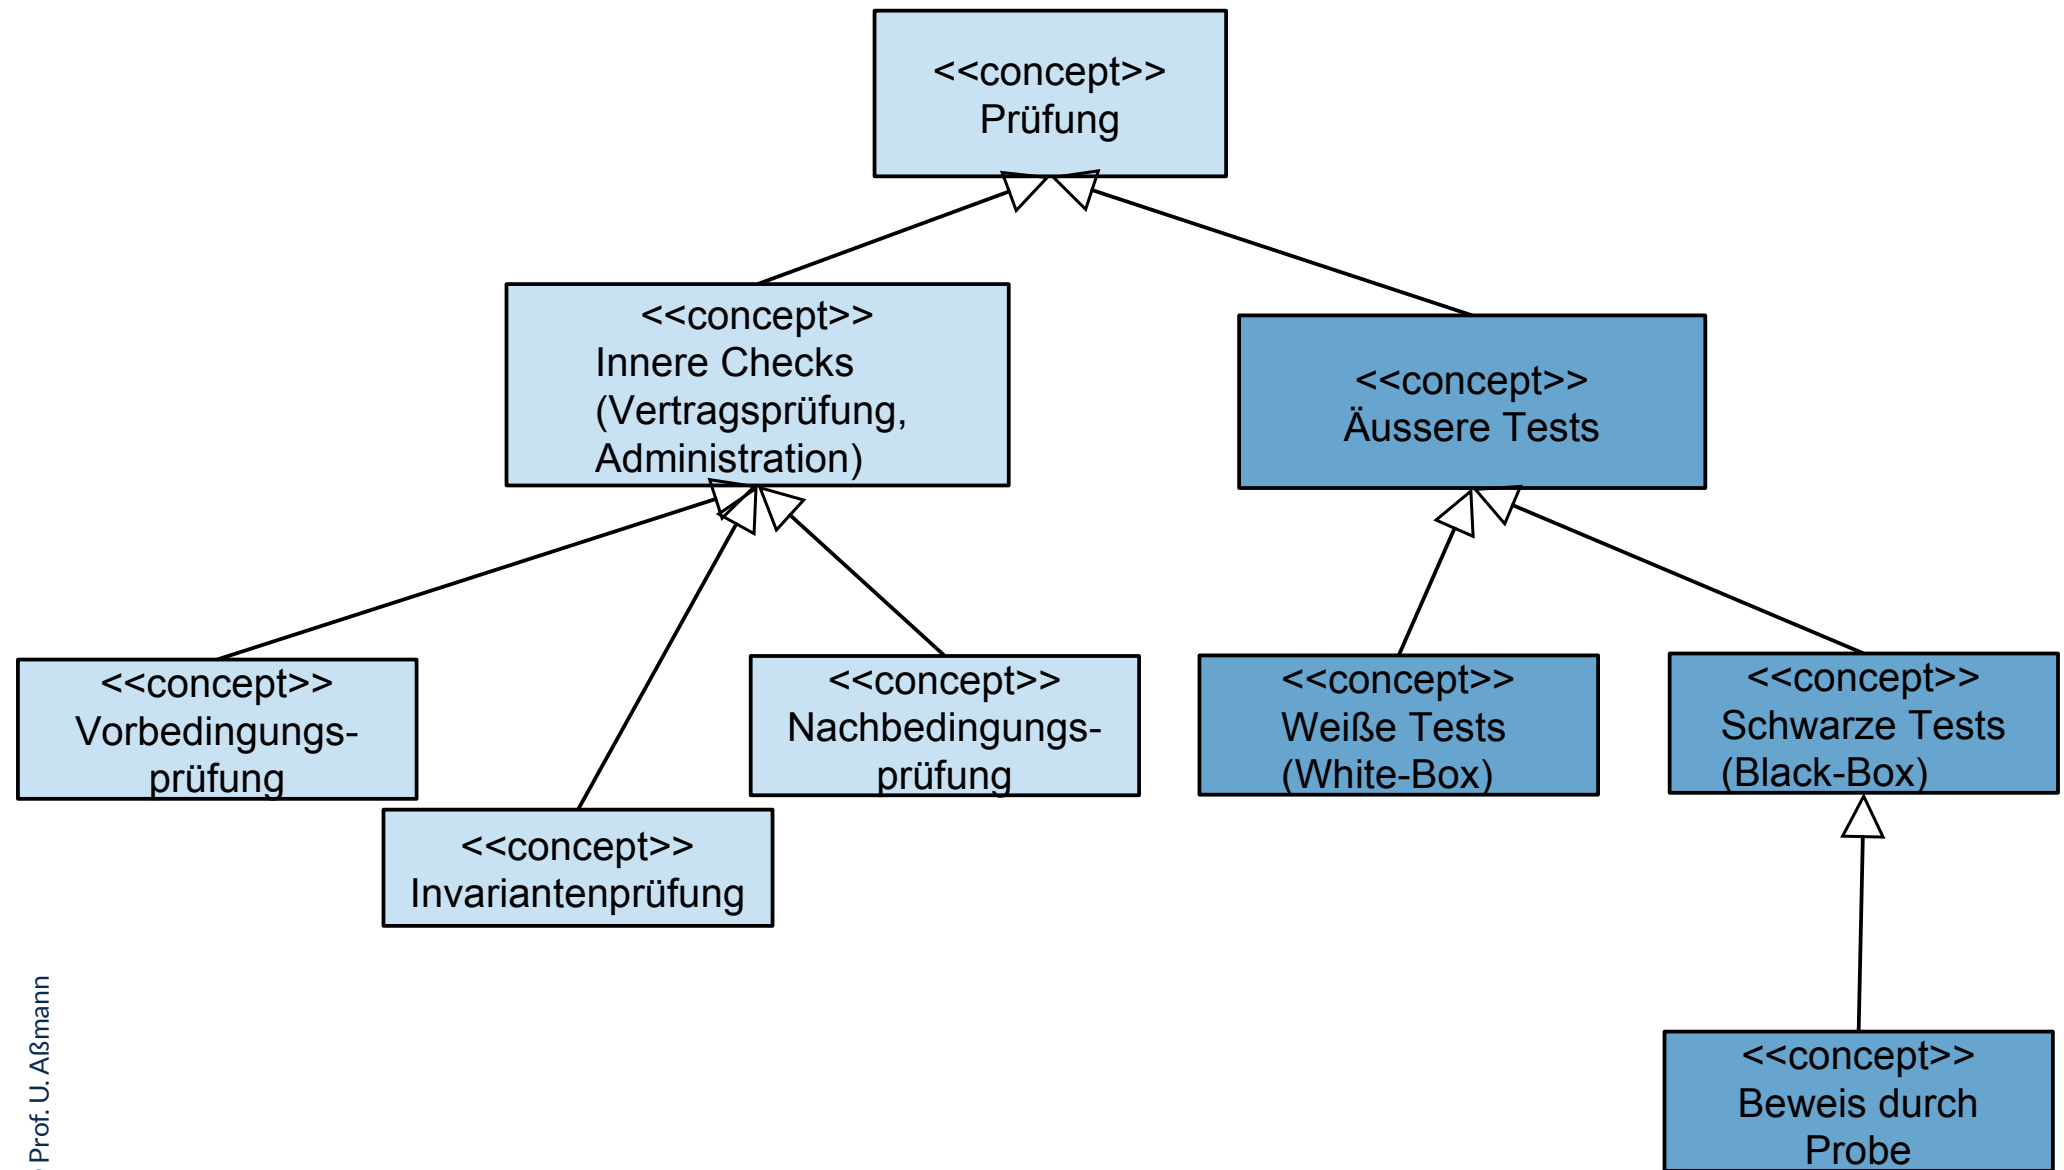 <<concept>>
Prüfung
<<concept>>
Innere Checks
(Vertragsprüfung,
Administration)
<<concept>>
Äussere Tests
<<concept>>
Vorbedingungs-
prüfung
<<concept>>
Invariantenprüfung
<<concept>>
Nachbedingungs-
prüfung
<<concept>>
Weiße Tests
(White-Box)
<<concept>>
Schwarze Tests
(Black-Box)
<<concept>>
Beweis durch
Probe
Prof. U. Aßmann